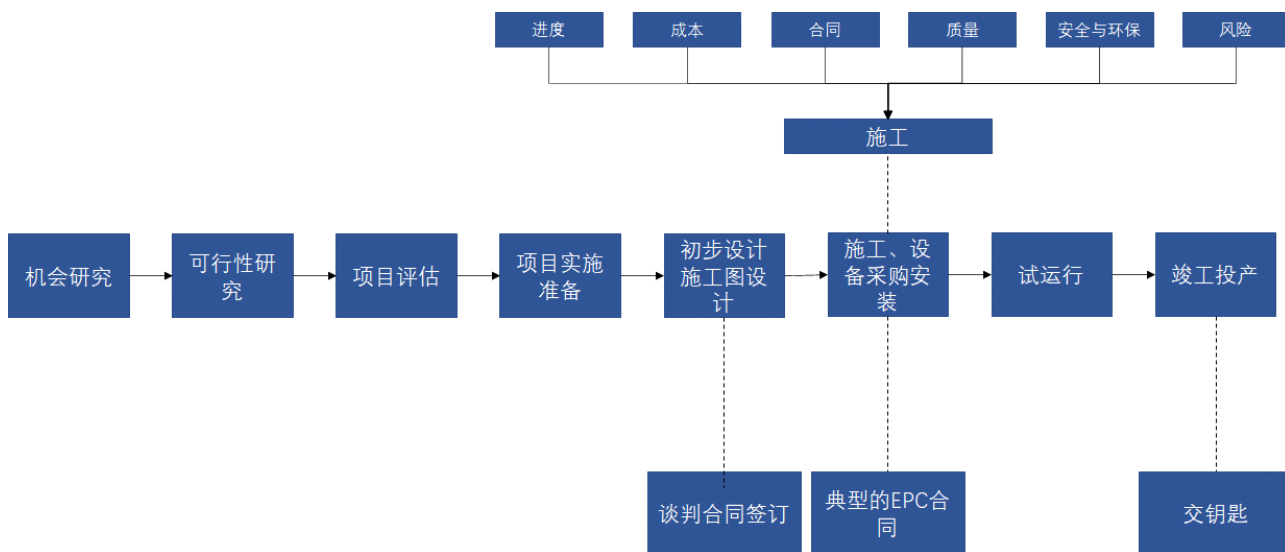 进度
成本
合同
质量
安全与环保
风险
施工
机会研究
可行性研
究
项目评估
项目实施
准备
初步设计
施工图设
计
施工、设
备采购安
装
试运行
竣工投产
谈判合同签订
典型的EPC合
同
交钥匙